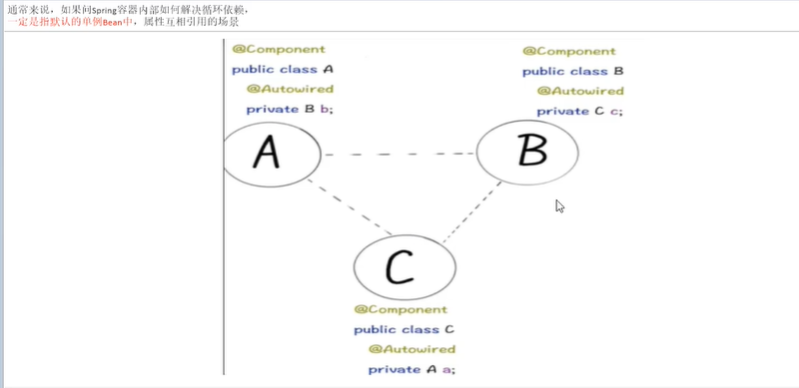 通常来说，如果问Spring容器内部如何解决循环依赖，
一定是指默认的单例Bean中，属性互相引用的场景
@Component
public class A
@Autowired
private B b;
@Component
public class B
@Autowired
private C c;
A
B
C
@Component
public class C
@Autowired
private A a;